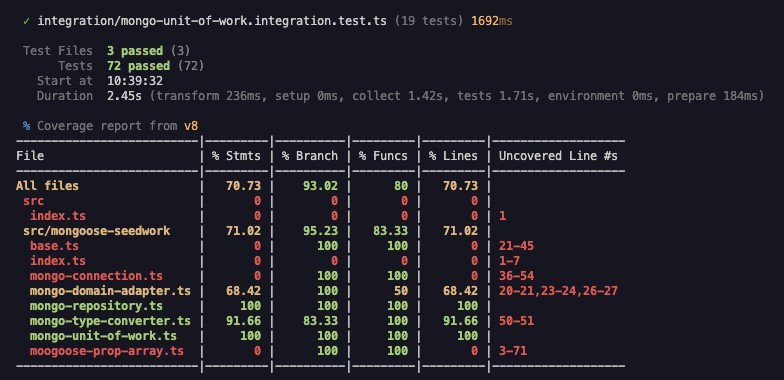 ✓ integration/mongo-unit-of-work.integration.test.ts (19 tests) 1692ms
Test Files 3 passed (3)
Tests 72 passed (72)
Start at 10:39:32
Duration 2.45s (transform 236ms, setup 0ms, collect 1.42s, tests 1.71s, environment 0ms, prepare 184ms)
% Coverage report from v8
File | % Stmts | % Branch | % Funcs | % Lines | Uncovered Line #s
All files | 70.73 | 93.02 | 80 | 70.73 |
src | 0 | 0 | 0 | 0 |
index.ts | 0 | 0 | 0 | 0 | 1
src/mongoose-seedwork | 71.02 | 95.23 | 83.33 | 71.02 |
base.ts | 0 | 100 | 100 | 0 | 21-45
index.ts | 0 | 0 | 0 | 0 | 1-7
mongo-connection.ts | 0 | 100 | 100 | 0 | 36-54
mongo-domain-adapter.ts | 68.42 | 100 | 50 | 68.42 | 20-21,23-24,26-27
mongo-repository.ts | 100 | 100 | 100 | 100 |
mongo-type-converter.ts | 91.66 | 83.33 | 100 | 91.66 | 50-51
mongo-unit-of-work.ts | 100 | 100 | 100 | 100 |
moogoose-prop-array.ts | 0 | 100 | 100 | 0 | 3-71